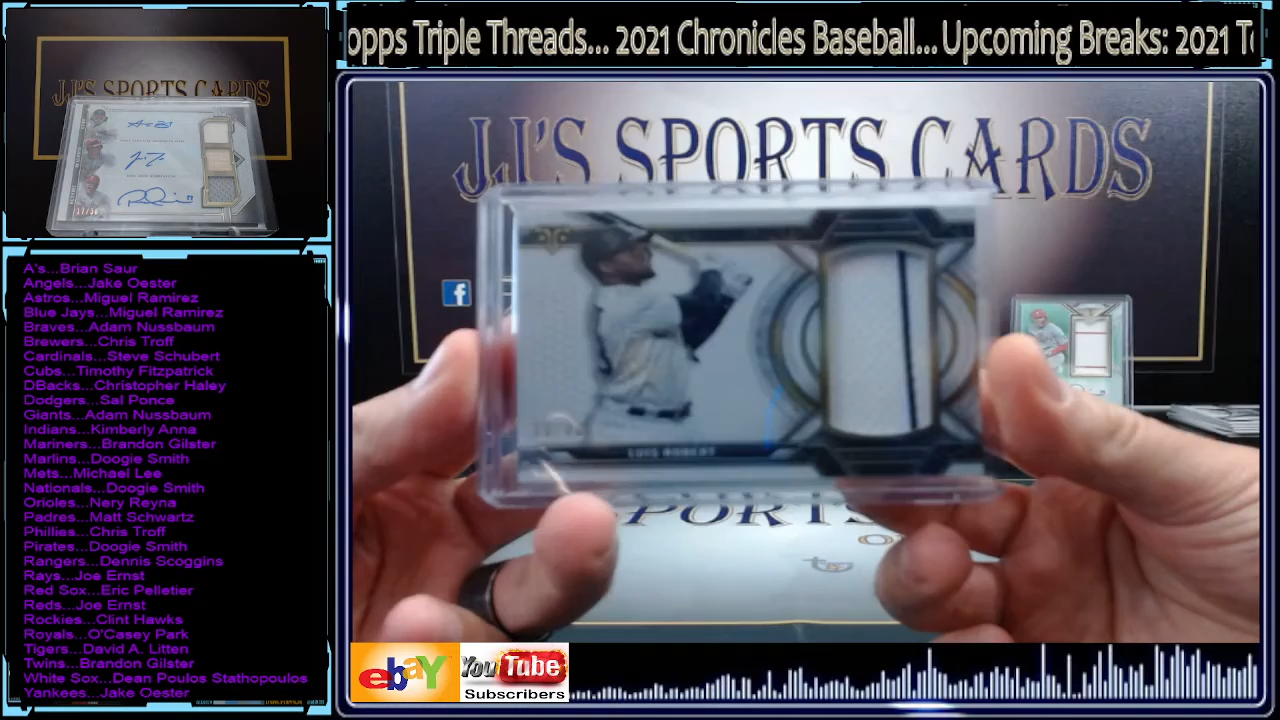 opps Triple Threads... 2021 Chronicles Baseball... Upcoming Breaks: 2021 To
JJ'S SPORTS CARDS
JJ'S SPORTS CARDS
A's...Brian Saur
Angels...Jake Oester
Astros...Miguel Ramirez
Blue Jays...Miguel Ramirez
Braves...Adam Nussbaum
Brewers...Chris Troff
Cardinals...Steve Schubert
Cubs...Timothy Fitzpatrick
DBacks...Christopher Haley
Dodgers...Sal Ponce
Giants...Adam Nussbaum
Indians...Kimberly Anna
Mariners...Brandon Gilster
Marlins...Doogie Smith
Mets...Michael Lee
Nationals...Doogie Smith
Orioles...Nery Reyna
Padres...Matt Schwartz
Phillies...Chris Troff
Pirates...Doogie Smith
Rangers...Dennis Scoggins
Rays...Joe Ernst
Red Sox...Eric Pelletier
Reds...Joe Ernst
Rockies...Clint Hawks
Royals...O'Casey Park
Tigers...David A. Litten
Twins...Brandon Gilster
White Sox...Dean Poulos Stathopoulos
Yankees...Jake Oester
LUIS ROBERT
PORTS
ebaY
YouTube
Subscribers